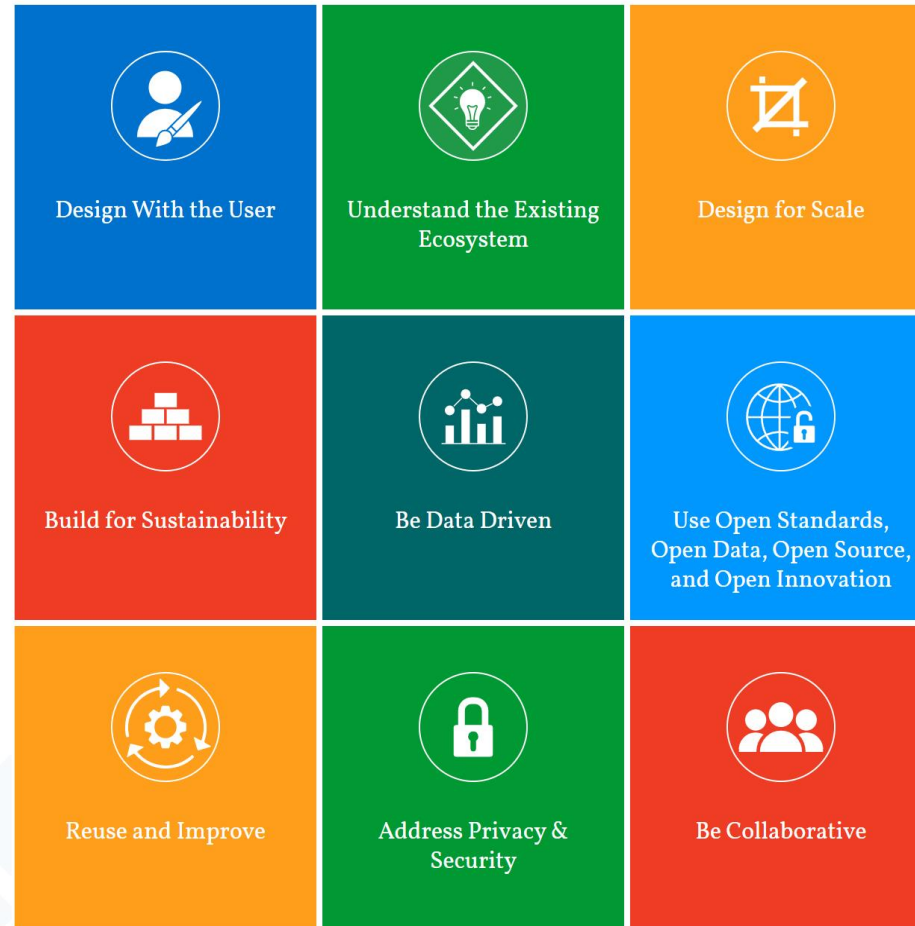 Design With the User
Understand the Existing
Ecosystem
Design for Scale
Build for Sustainability
Be Data Driven
Use Open Standards,
Open Data, Open Source,
and Open Innovation
Reuse and Improve
Address Privacy &
Security
Be Collaborative